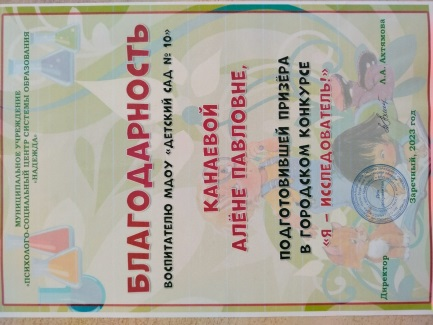 МУНИЦИПАЛЬНОЕ УЧРЕЖДЕНИЕ
«ПСИХОЛОГО-СОЦИАЛЬНЫЙ ЦЕНТР СИСТЕМЫ ОБРАЗОВАНИЯ
«НАДЕЖДА»
БЛАГОДАРНОСТЬ
ВОСПИТАТЕЛЮ МДОУ «ДЕТСКИЙ САД № 10»
КАНАЕВОЙ
АЛЁНЕ ПАВЛОВНЕ,
ПОДГОТОВИВШЕЙ ПРИЗЁРА
В ГОРОДСКОМ КОНКУРСЕ
«Я – ИССЛЕДОВАТЕЛЬ!»
Директор Л.А. Ахтямова
Заречный, 2023 год